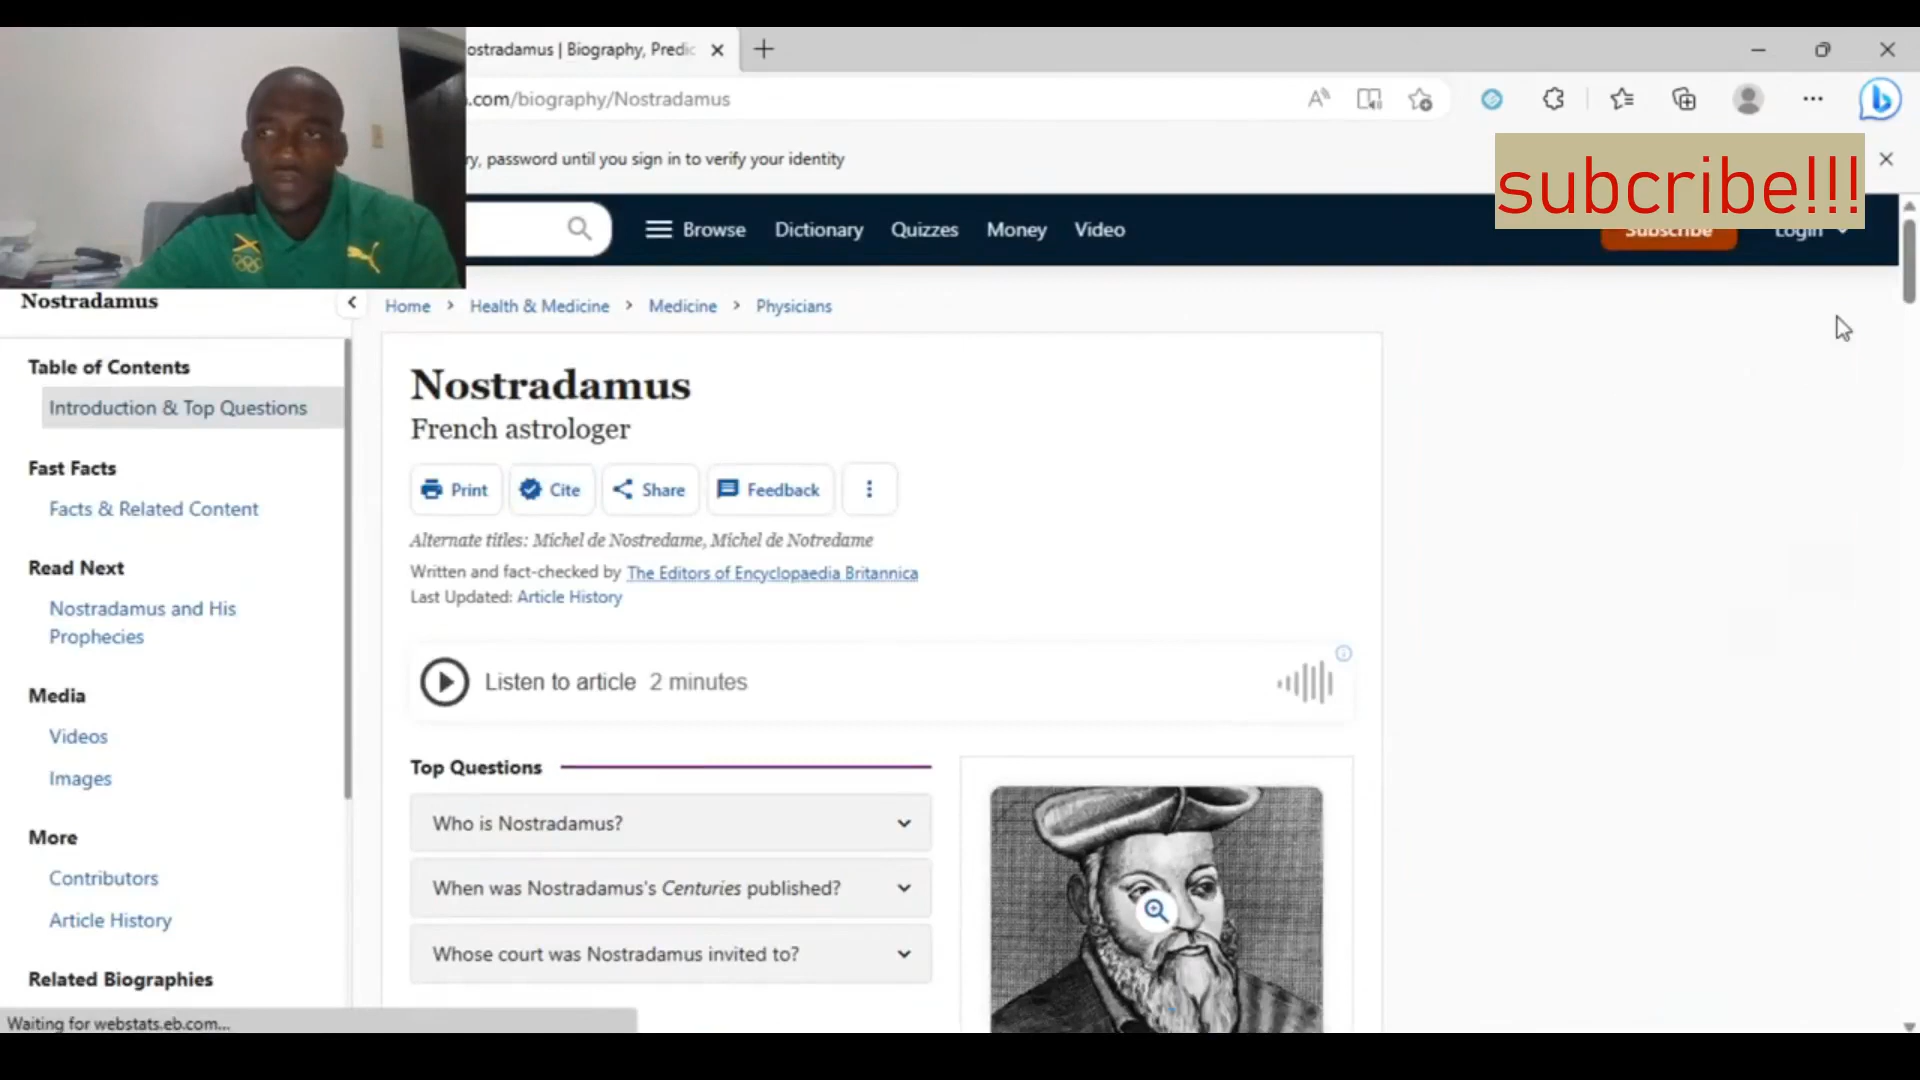 ostradamus | Biography, Predic
.com/biography/Nostradamus
ry, password until you sign in to verify your identity
subcribe!!!
Browse
Dictionary
Quizzes
Money
Video
Subscribe
Login
Nostradamus
Home > Health & Medicine > Medicine > Physicians
Table of Contents
Introduction & Top Questions
Fast Facts
Facts & Related Content
Read Next
Nostradamus and His
Prophecies
Media
Videos
Images
More
Contributors
Article History
Related Biographies
Nostradamus
French astrologer
Print
Cite
Share
Feedback
Alternate titles: Michel de Nostredame, Michel de Notredame
Written and fact-checked by The Editors of Encyclopaedia Britannica
Last Updated: Article History
Listen to article 2 minutes
Top Questions
Who is Nostradamus?
When was Nostradamus's Centuries published?
Whose court was Nostradamus invited to?
Waiting for webstats.eb.com...